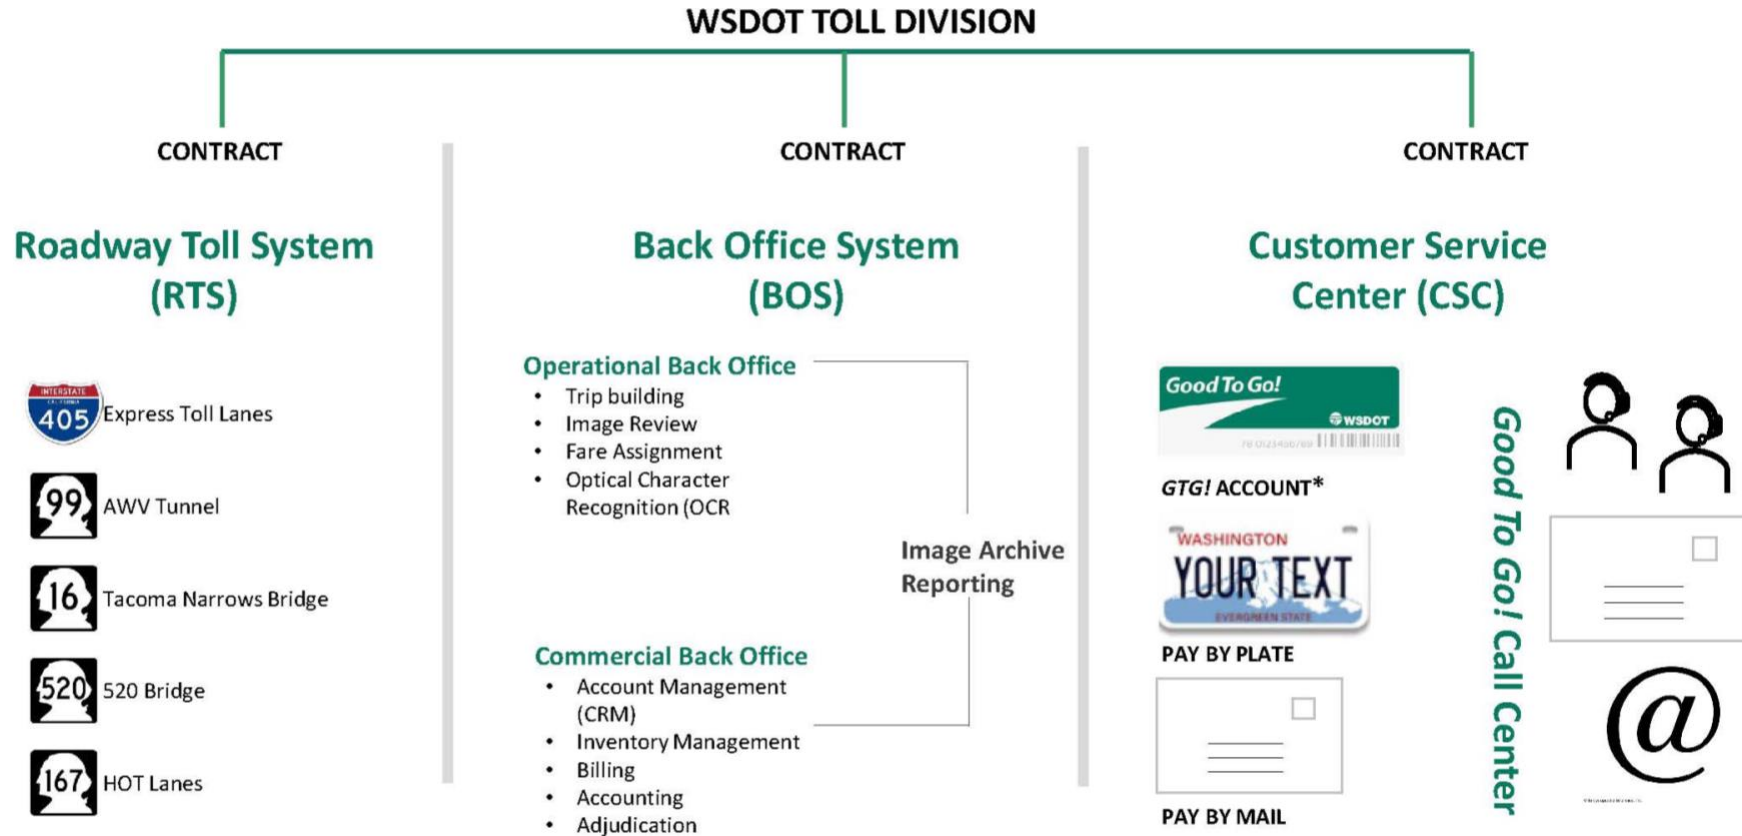 WSDOT TOLL DIVISION
CONTRACT
Roadway Toll System
(RTS)
INTERSTATE
CALIFORNIA
405
Express Toll Lanes
99
AWV Tunnel
16
Tacoma Narrows Bridge
520
520 Bridge
167
HOT Lanes
CONTRACT
Back Office System
(BOS)
Operational Back Office
• Trip building
• Image Review
• Fare Assignment
• Optical Character
Recognition (OCR
Image Archive
Reporting
Commercial Back Office
• Account Management
(CRM)
• Inventory Management
• Billing
• Accounting
• Adjudication
CONTRACT
Customer Service
Center (CSC)
Good To Go!
WSDOT
GTG! ACCOUNT*
WASHINGTON
YOUR TEXT
EVERGREEN STATE
PAY BY PLATE
PAY BY MAIL
Good To Go! Call Center
@